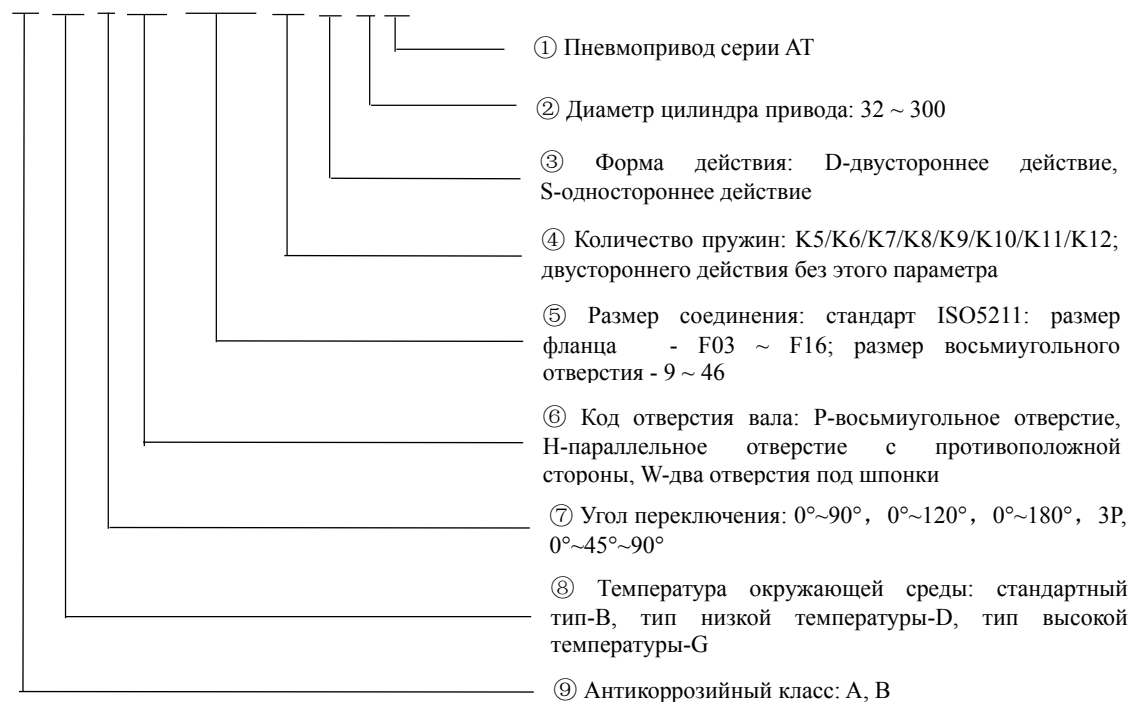 ① Пневмопривод серии AT
② Диаметр цилиндра привода: 32 ~ 300
③ Форма действия: D-двустороннее действие,
S-одностороннее действие
④ Количество пружин: K5/K6/K7/K8/K9/K10/K11/K12;
двустороннего действия без этого параметра
⑤ Размер соединения: стандарт ISO5211: размер
фланца - F03 ~ F16; размер восьмиугольного
отверстия - 9 ~ 46
⑥ Код отверстия вала: P-восьмиугольное отверстие,
H-параллельное отверстие с противоположной
стороны, W-два отверстия под шпонки
⑦ Угол переключения: 0°~90°，0°~120°，0°~180°，3P,
0°~45°~90°
⑧ Температура окружающей среды: стандартный
тип-B, тип низкой температуры-D, тип высокой
температуры-G
⑨ Антикоррозийный класс: A, B